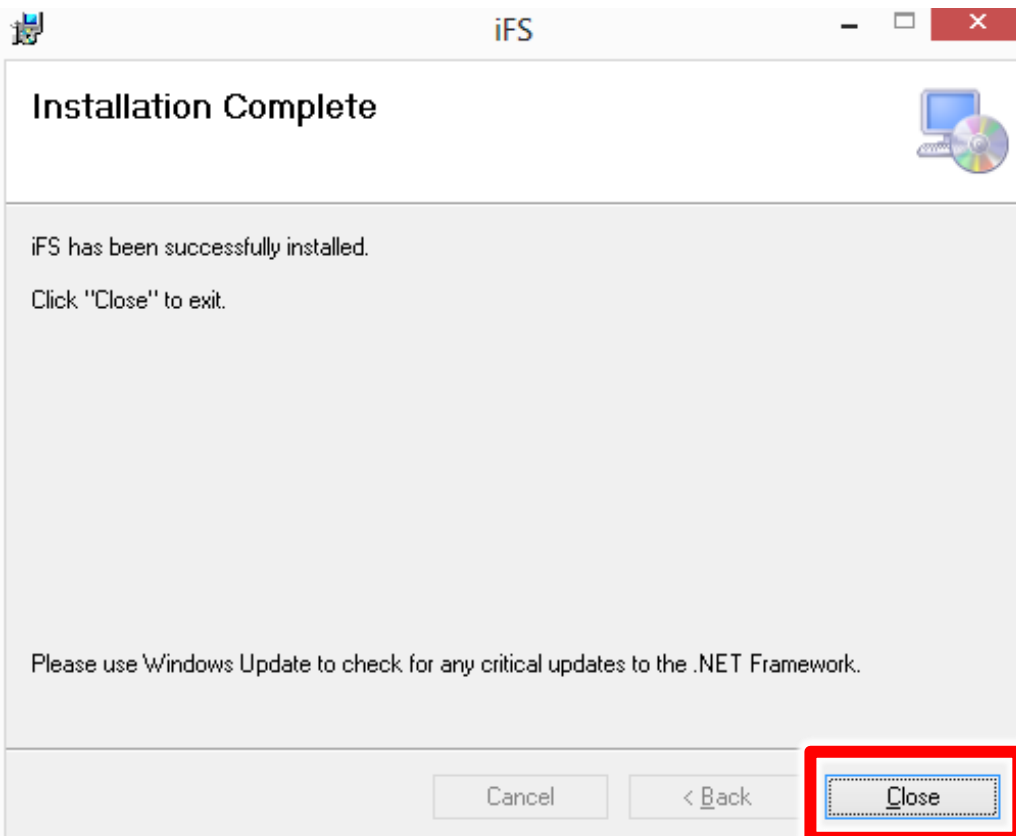 iFS
Installation Complete
iFS has been successfully installed.
Click "Close" to exit.
Please use Windows Update to check for any critical updates to the .NET Framework.
Cancel
< Back
Close